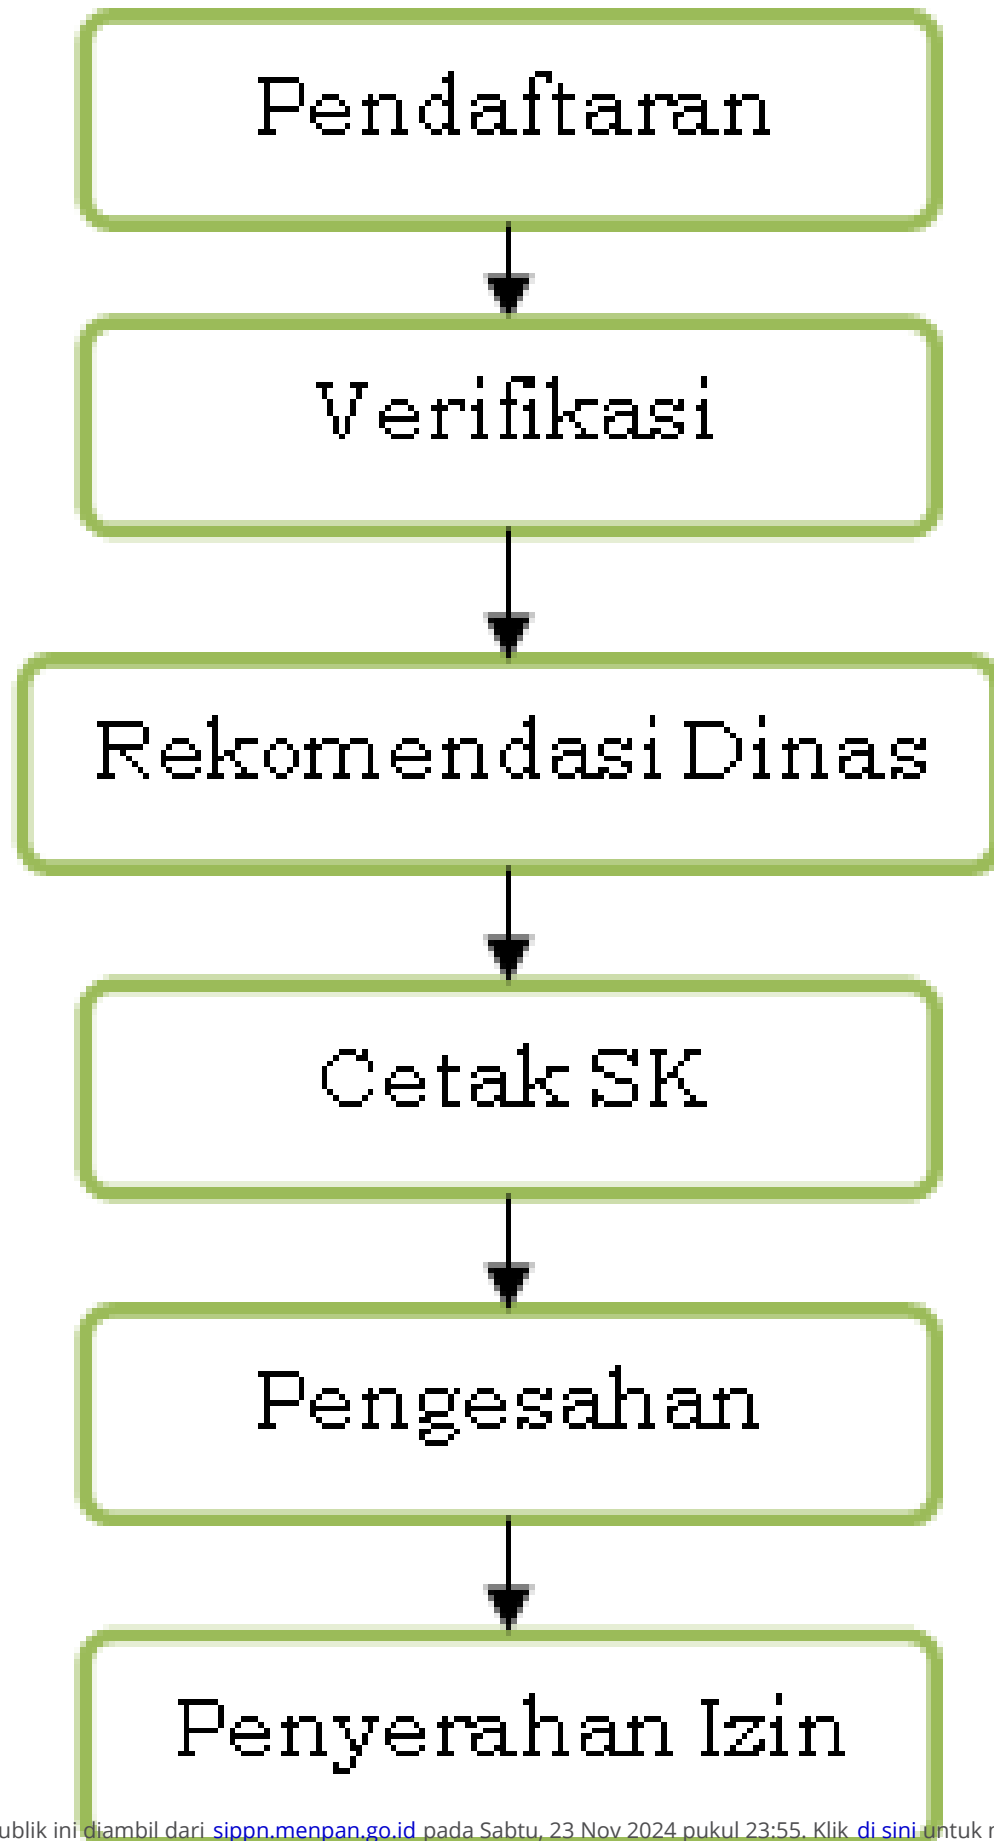 Pendaftaran
Verifikasi
Rekomendasi Dinas
Cetak SK
Pengesahan
Penyerahan Izin
ini diambil dari sippn.menpan.go.id pada Sabtu, 23 Nov 2024 pukul 23:55. Klik di sini untuk